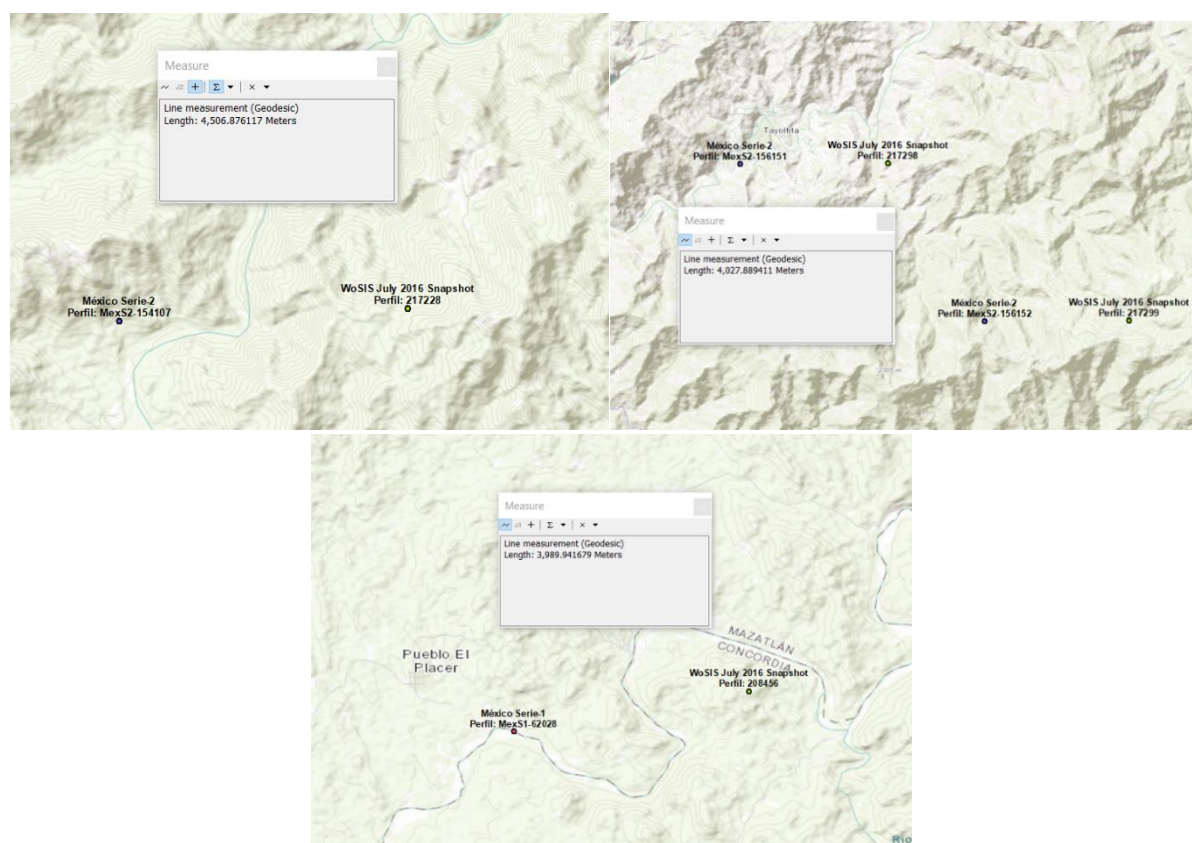 Measure
Line measurement (Geodesic)
Length: 4,506.876117 Meters
WoSIS July 2016 Snapshot
Perfil: 217228
México Serie-2
Perfil: MexS2-154107
Tayoltita
México Serie-2
Perfil: MexS2-156151
WoSIS July 2016 Snapshot
Perfil: 217298
Measure
Line measurement (Geodesic)
Length: 4,027.889411 Meters
México Serie-2
Perfil: MexS2-156152
WoSIS July 2016 Snapshot
Perfil: 217299
Measure
Line measurement (Geodesic)
Length: 3,989.941679 Meters
MAZATLÁN
CONCORDIA
Pueblo El
Placer
WoSIS July 2016 Snapshot
Perfil: 208456
México Serie-1
Perfil: MexS1-62028
Río